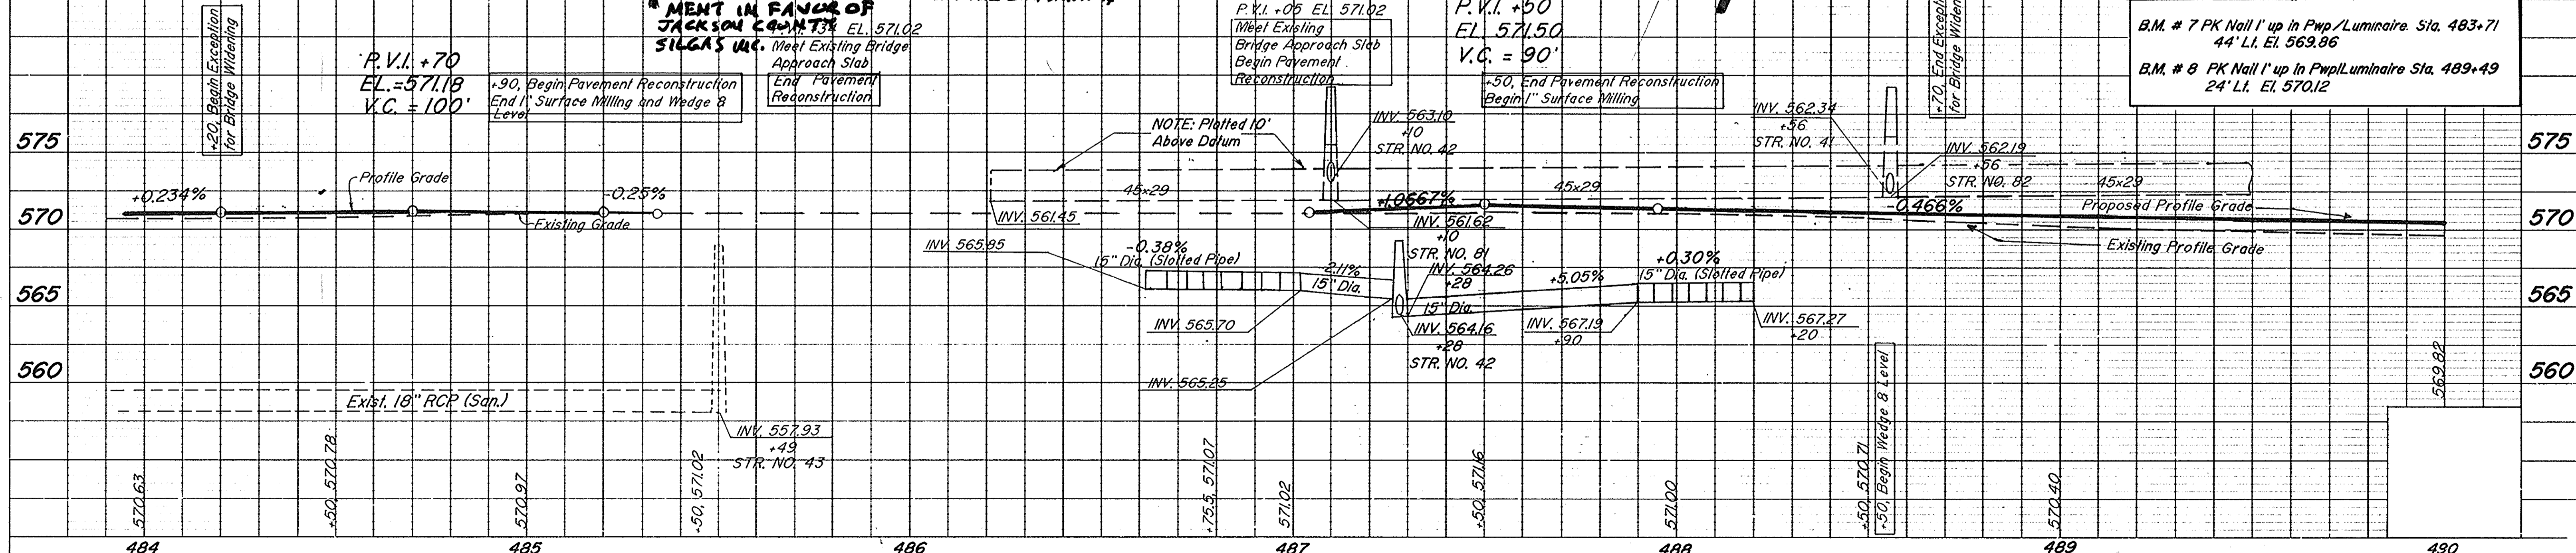 MENT IN FAVOR OF
JACKSON COUNTY
SILGAS INC.
EL. 571.02
Meet Existing Bridge
Approach Slab
End Pavement
Reconstruction
+20, Begin Exception
for Bridge Widening
P.V.I. +70
EL.=571.18
V.C. = 100'
+90, Begin Pavement Reconstruction
End 1" Surface Milling and Wedge &
Level
P.V.I. +05 EL. 571.02
Meet Existing
Bridge Approach Slab
Begin Pavement
Reconstruction
P.V.I. +50
EL. 571.50
V.C. = 90'
+50, End Pavement Reconstruction
Begin 1" Surface Milling
+70, End Exception
for Bridge Widening
B.M. # 7 PK Nail 1' up in Pwp/Luminaire. Sta. 483+71
44' Lt. El. 569.86
B.M. # 8 PK Nail 1' up in Pwp/Luminaire Sta. 489+49
24' Lt. El. 570.12
575
NOTE: Plotted 10'
Above Datum
INV. 563.10
+10
STR. NO. 42
INV. 562.34
+56
STR. NO. 41
INV. 562.19
+56
STR. NO. 82
575
+0.234%
Profile Grade
-0.25%
Existing Grade
45x29
+1.0667%
45x29
-0.466%
45x29
Proposed Profile Grade
Existing Profile Grade
570
570
INV. 561.45
INV. 561.62
+10
STR. NO. 81
INV. 565.85
-0.38%
15" Dia. (Slotted Pipe)
-2.11%
15" Dia.
INV. 564.26
+28
+5.05%
15" Dia.
+0.30%
15" Dia. (Slotted Pipe)
565
565
INV. 565.70
INV. 564.16
+28
STR. NO. 42
INV. 567.19
+90
INV. 567.27
+20
INV. 565.25
560
560
Exist. 18" RCP (San.)
INV. 557.93
+49
STR. NO. 43
570.63
+50, 570.78
570.97
+50, 571.02
+75.5, 571.07
571.02
+50, 571.16
571.00
+50, 570.71
+50, Begin Wedge & Level
570.40
569.82
484
485
486
487
488
489
490